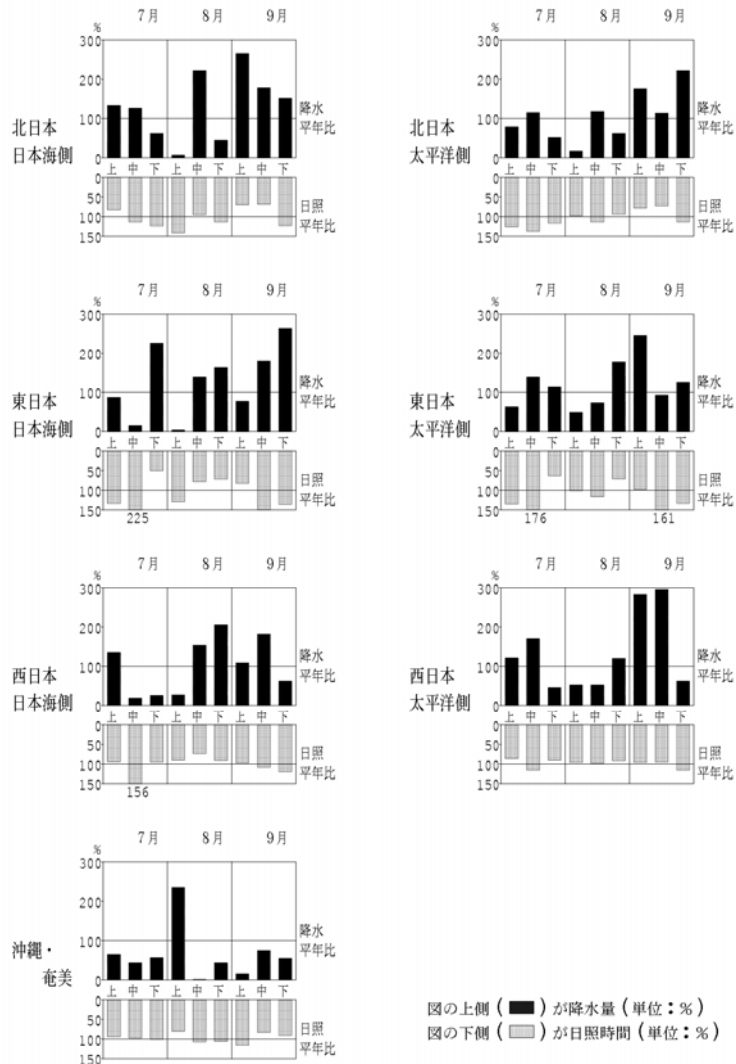 7月 8月 9月
%
300
200
100
0
降水
平年比
北日本
日本海側
上 中 下 上 中 下 上 中 下
0
50
100
150
日照
平年比
7月 8月 9月
%
300
200
100
0
降水
平年比
北日本
太平洋側
上 中 下 上 中 下 上 中 下
0
50
100
150
日照
平年比
7月 8月 9月
%
300
200
100
0
降水
平年比
東日本
日本海側
上 中 下 上 中 下 上 中 下
0
50
100
150
日照
平年比
225
7月 8月 9月
%
300
200
100
0
降水
平年比
東日本
太平洋側
上 中 下 上 中 下 上 中 下
0
50
100
150
日照
平年比
176 161
7月 8月 9月
%
300
200
100
0
降水
平年比
西日本
日本海側
上 中 下 上 中 下 上 中 下
0
50
100
150
日照
平年比
156
7月 8月 9月
%
300
200
100
0
降水
平年比
西日本
太平洋側
上 中 下 上 中 下 上 中 下
0
50
100
150
日照
平年比
7月 8月 9月
%
300
200
100
0
降水
平年比
沖縄・
奄美
上 中 下 上 中 下 上 中 下
0
50
100
150
日照
平年比
図の上側()が降水量(単位:%)
図の下側()が日照時間(単位:%)